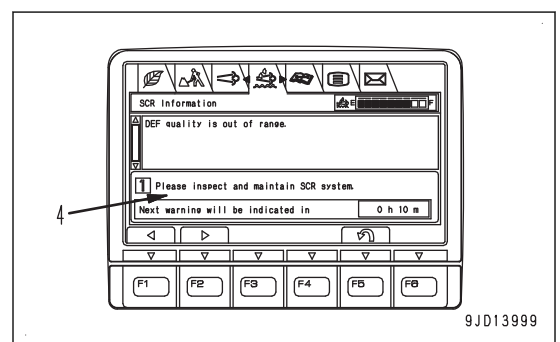 SCR Information
E F
DEF quality is out of range.
1 Please inspect and maintain SCR system.
4
Next warning will be indicated in 0 h 10 m
F1 F2 F3 F4 F5 F6
9JD13999